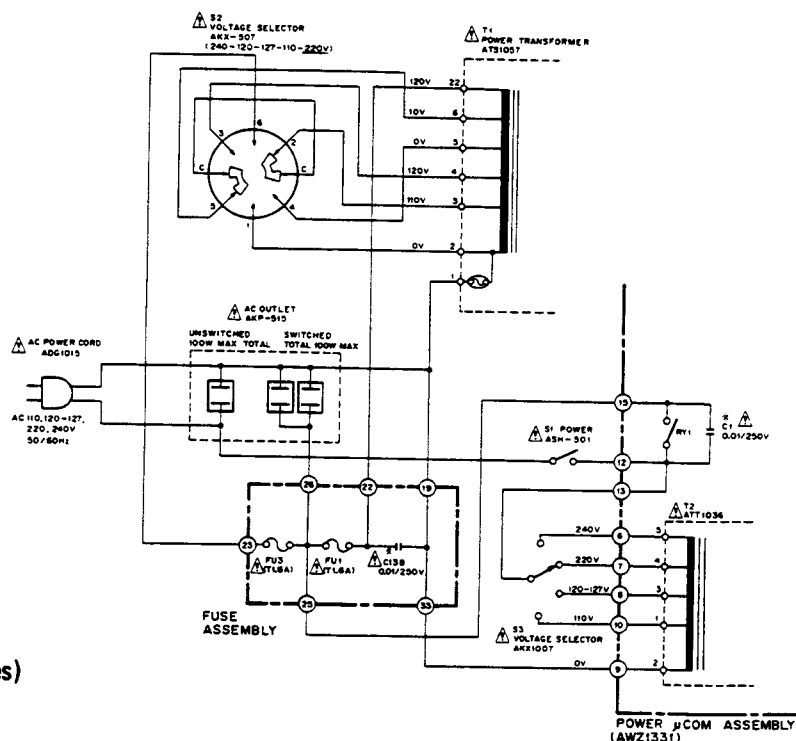 S2
VOLTAGE SELECTOR
AKX-507
(240-120-127-110-220V)
T1
POWER TRANSFORMER
ATS1057
120V 22
10V 6
0V 5
120V 4
110V 3
0V 2
1
6
3
2
C
C
5
4
1
AC OUTLET
AKP-515
UNSWITCHED
100W MAX TOTAL
SWITCHED
TOTAL 100W MAX
AC POWER CORD
ADG1015
AC 110, 120-127,
220, 240V
50/60Hz
S1 POWER
ASH-501
15
RY1
C1
0.01/250V
12
13
26
22
19
23
FU3
(T1.6A)
FU1
(T1.6A)
C138
0.01/250V
25
33
FUSE
ASSEMBLY
T2
ATT1036
240V 6 5
220V 7 4
120-127V 8 3
110V 10 1
0V 9 2
S3
VOLTAGE SELECTOR
AKX1007
es)
POWER μCOM ASSEMBLY
(AWZ1331)